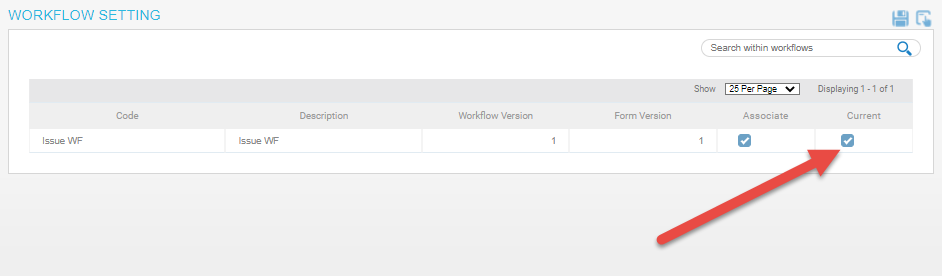 WORKFLOW SETTING
Search within workflows
Show 25 Per Page Displaying 1 - 1 of 1
Code Description Workflow Version Form Version Associate Current
Issue WF Issue WF 1 1